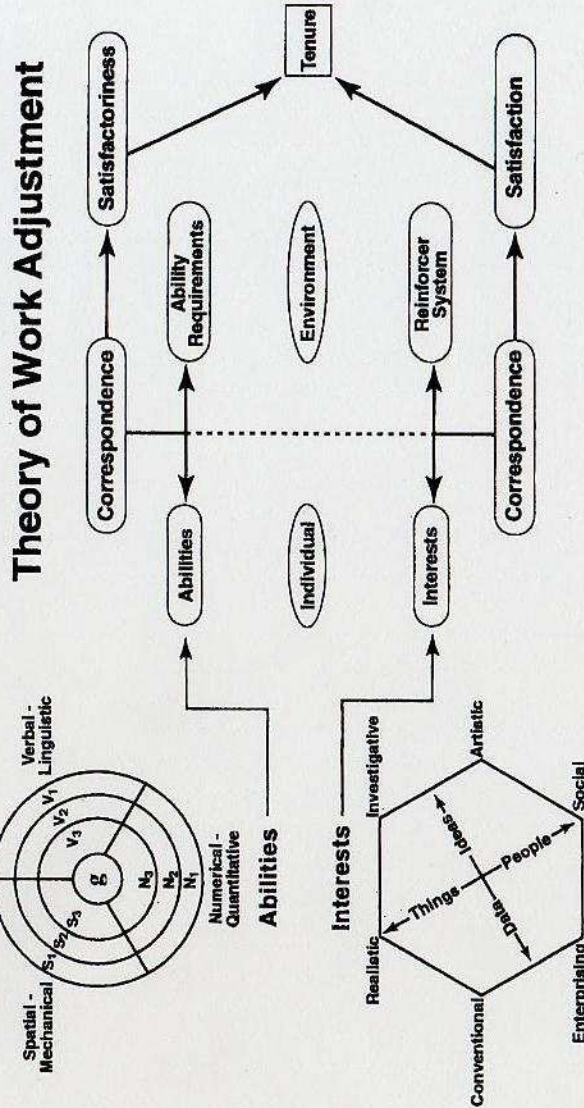 Theory of Work Adjustment
Spatial -
Mechanical
Verbal -
Linguistic
S1
S2
S3
V1
V2
V3
g
N3
N2
N1
Numerical -
Quantitative
Abilities
Interests
Realistic
Investigative
Artistic
Social
Enterprising
Conventional
Things
Ideas
Data
People
Correspondence
Satisfactoriness
Abilities
Ability
Requirements
Individual
Environment
Tenure
Interests
Reinforcer
System
Correspondence
Satisfaction